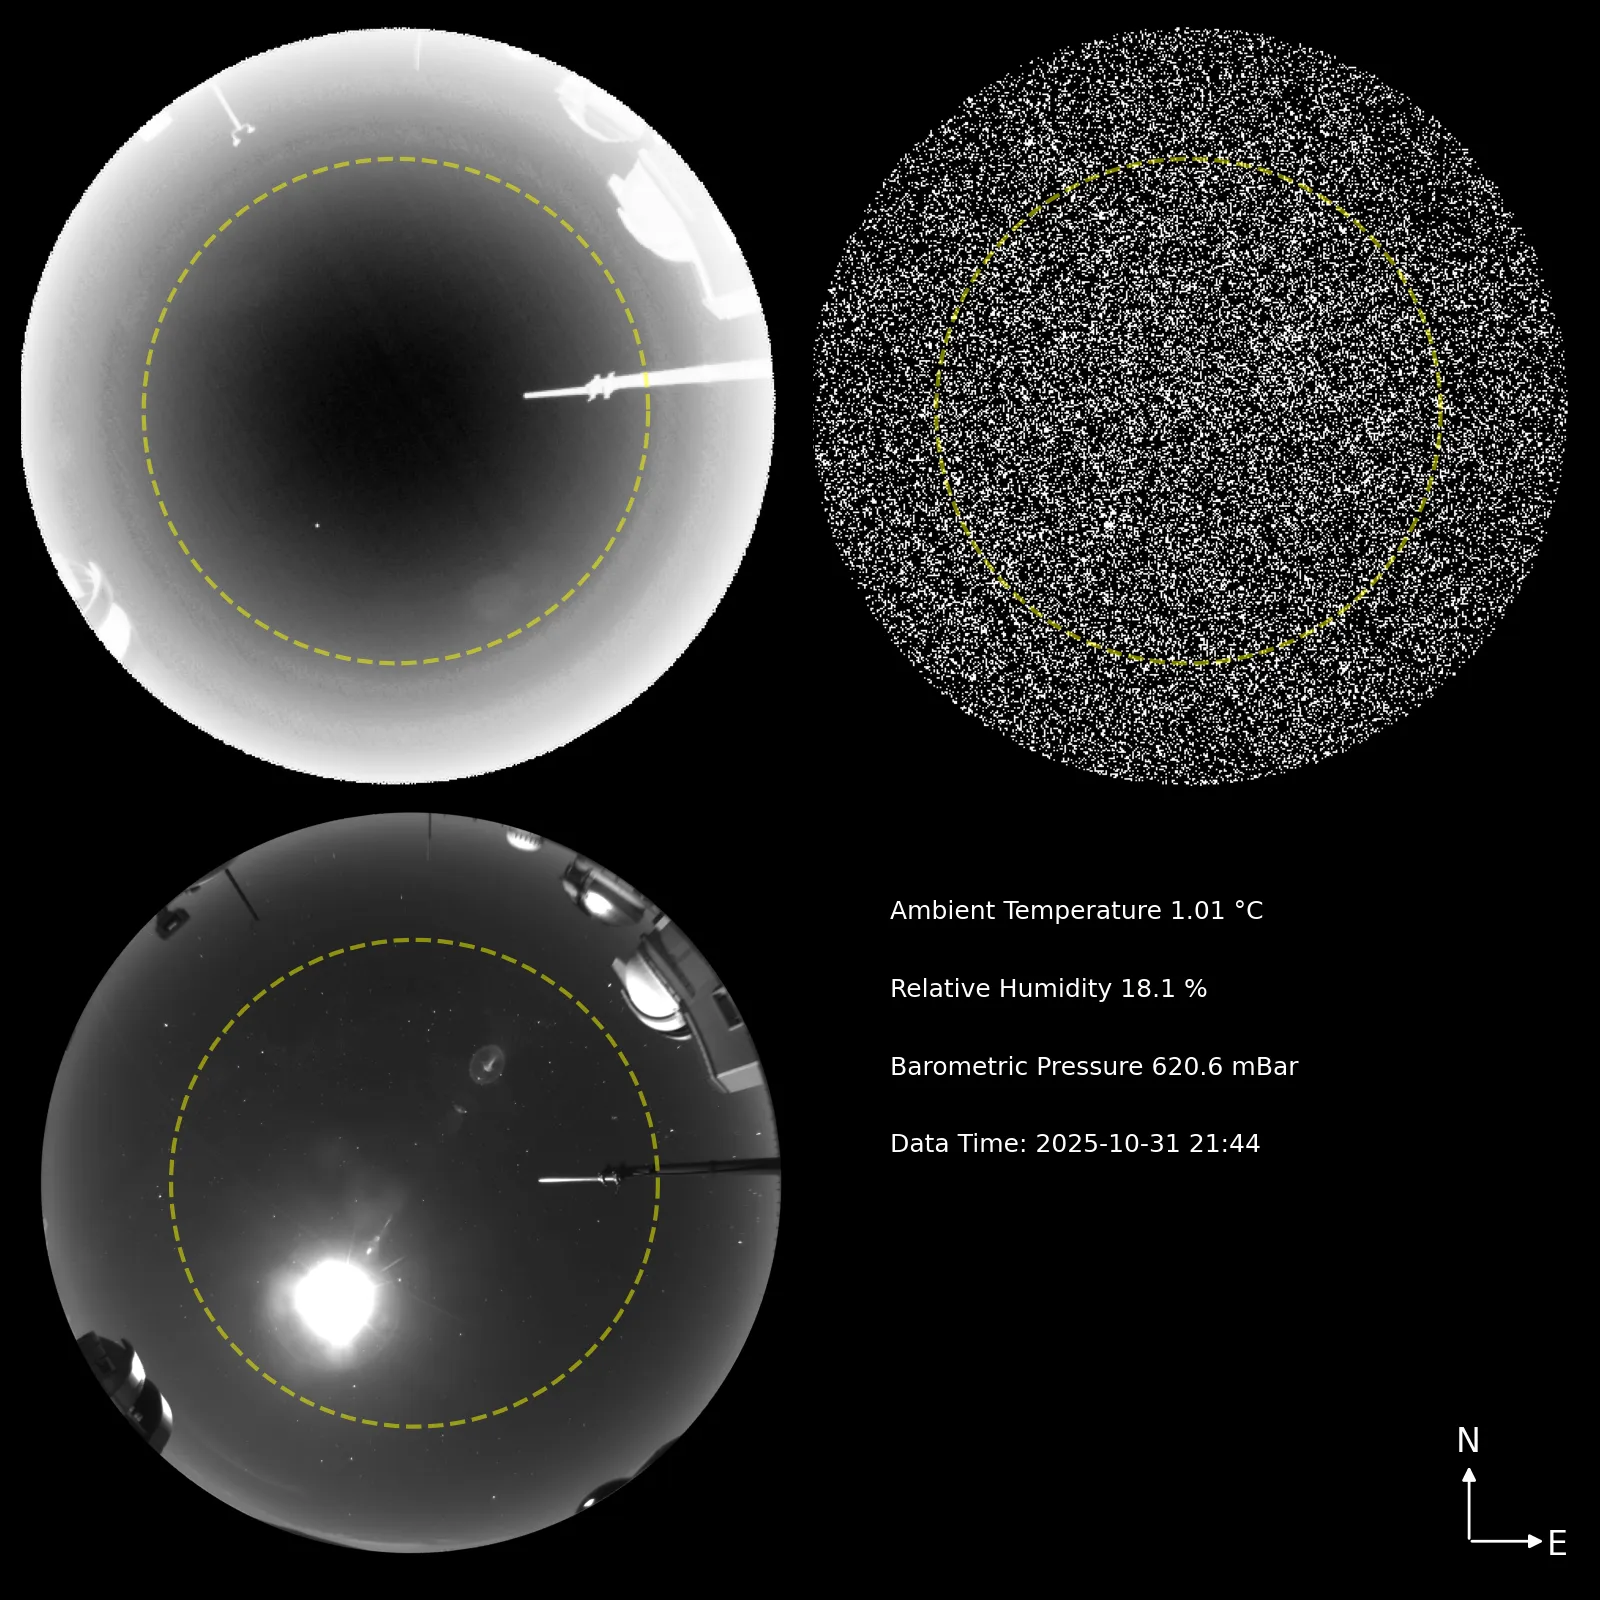 Ambient Temperature 1.01 °C
Relative Humidity 18.1 %
Barometric Pressure 620.6 mBar
Data Time: 2025-10-31 21:44
N
E